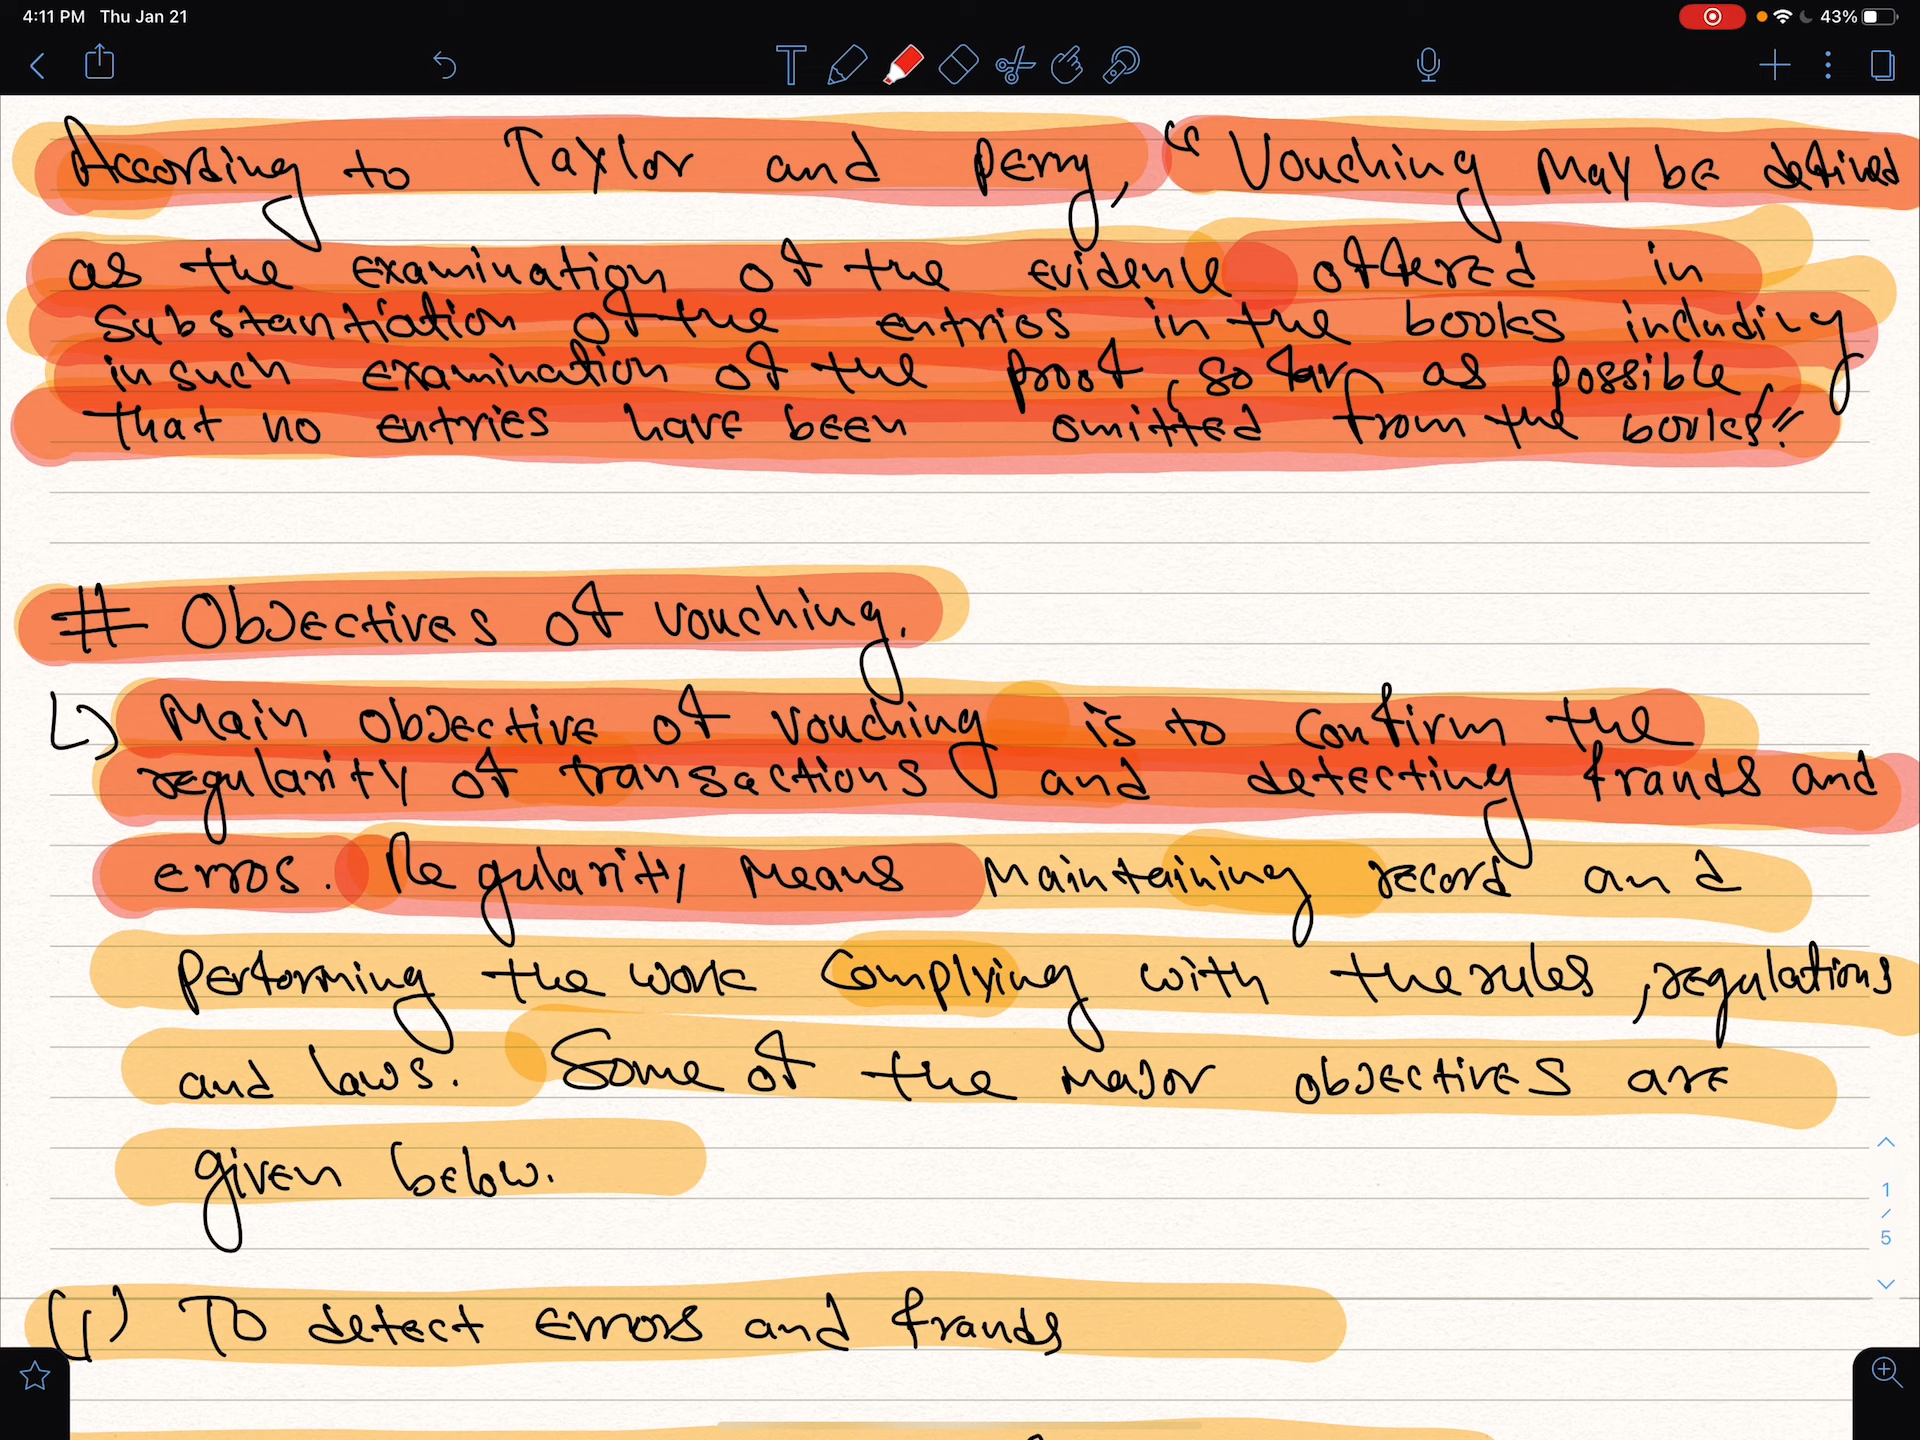 4:11 PM Thu Jan 21
43%
According to Taylor and Perry, "Vouching may be defined
as the examination of the evidence offered in
substantiation of the entries in the books including
in such examination of the proof, so far as possible,
that no entries have been omitted from the books."
# Objectives of vouching.
Main objective of vouching is to confirm the
regularity of transactions and detecting frauds and
erros. Regularity means maintaining record and
performing the work complying with the rules, regulations
and laws. Some of the major objectives are
given below.
1
/
5
(1) To detect errors and frauds